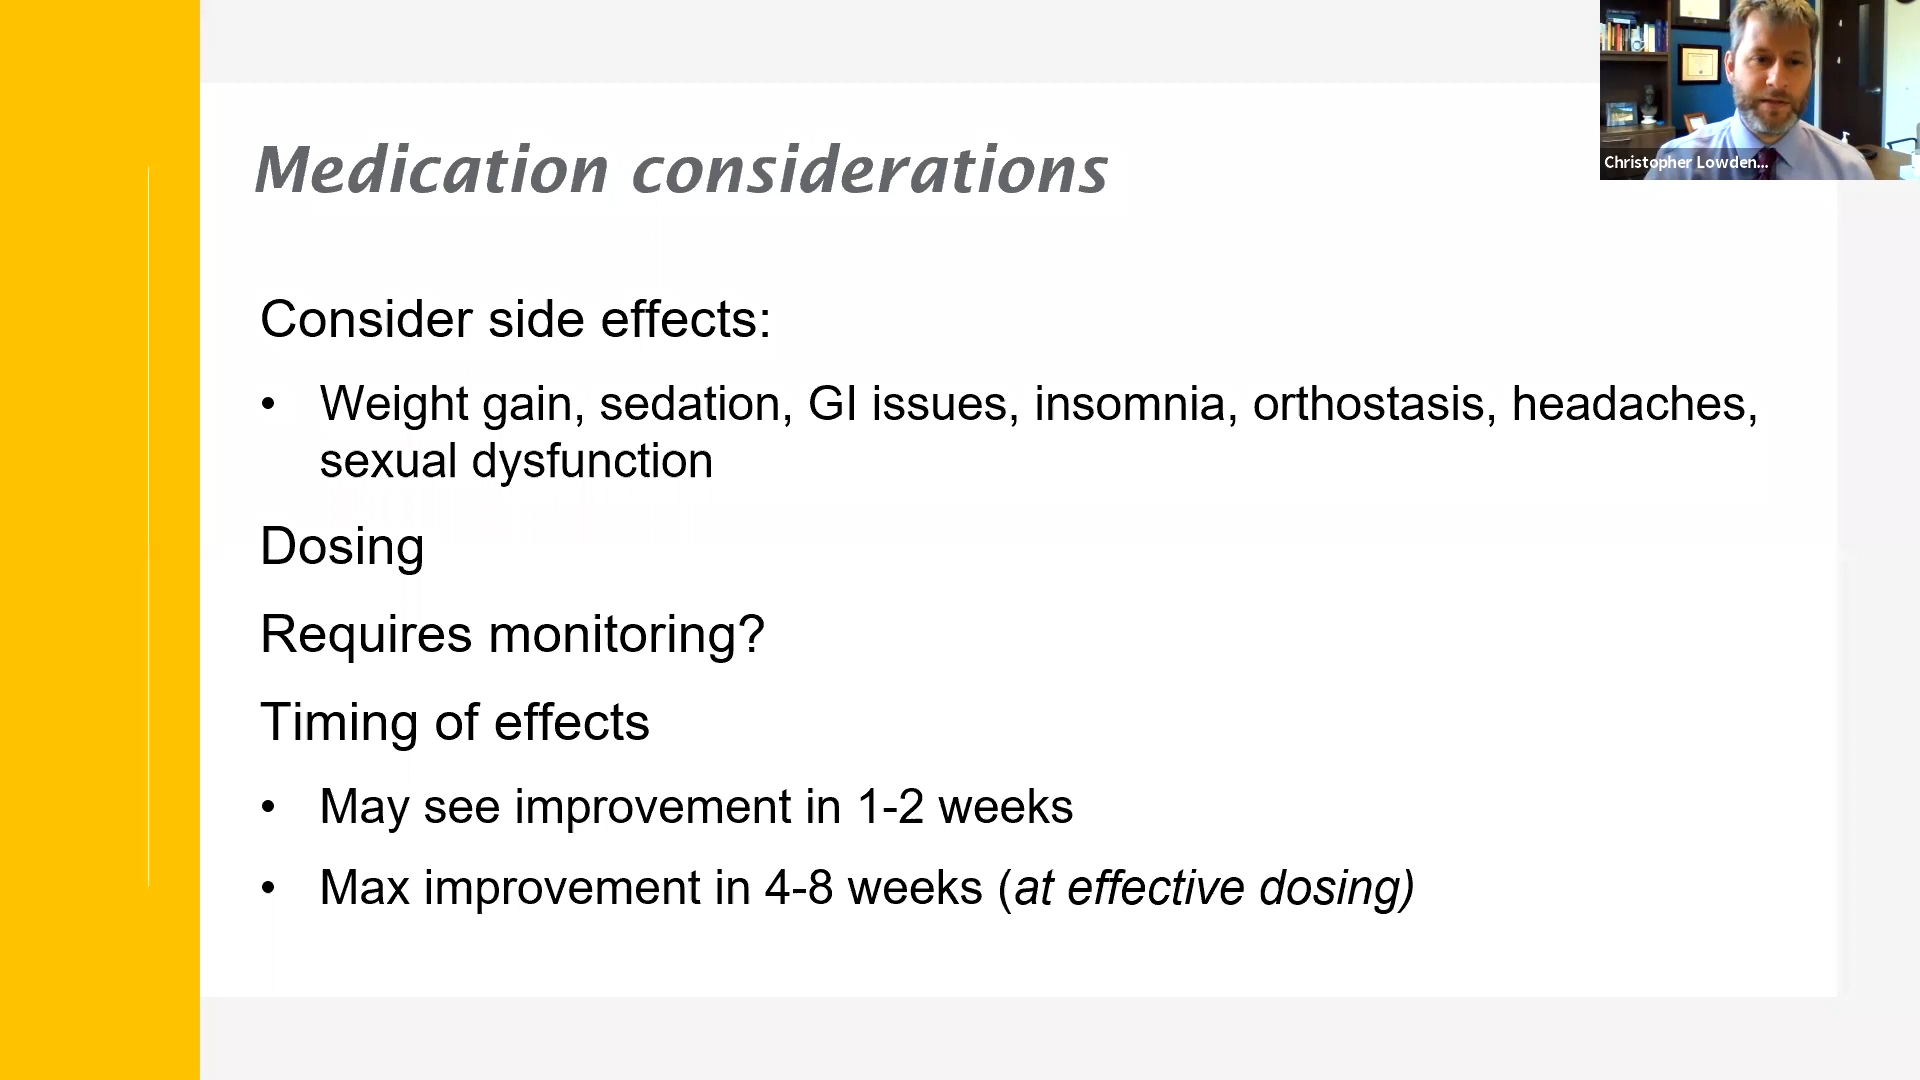 Christopher Lowden...
Medication considerations
Consider side effects:
• Weight gain, sedation, GI issues, insomnia, orthostasis, headaches,
sexual dysfunction
Dosing
Requires monitoring?
Timing of effects
• May see improvement in 1-2 weeks
• Max improvement in 4-8 weeks (at effective dosing)